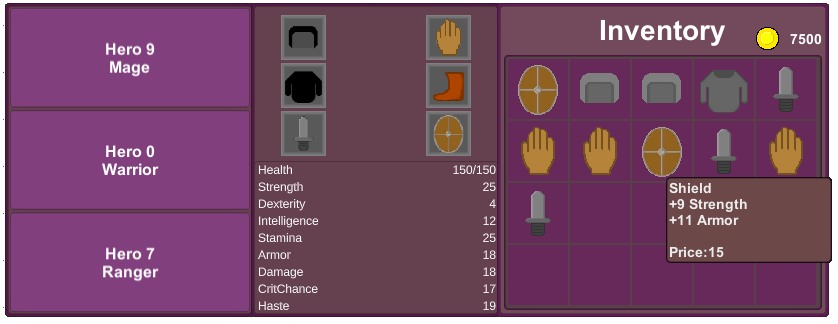 Hero 9
Mage
Hero 0
Warrior
Hero 7
Ranger
Health 150/150
Strength 25
Dexterity 4
Intelligence 12
Stamina 25
Armor 18
Damage 18
CritChance 17
Haste 19
Inventory
7500
Shield
+9 Strength
+11 Armor
Price:15